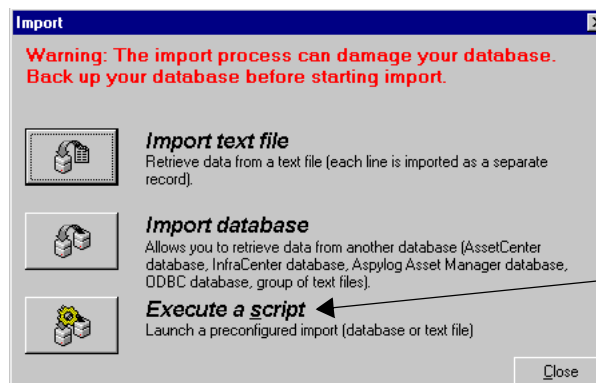 Import
Warning: The import process can damage your database.
Back up your database before starting import.
Import text file
Retrieve data from a text file (each line is imported as a separate
record).
Import database
Allows you to retrieve data from another database (AssetCenter
database, InfraCenter database, Aspylog Asset Manager database,
ODBC database, group of text files).
Execute a script
Launch a preconfigured import (database or text file)
Close